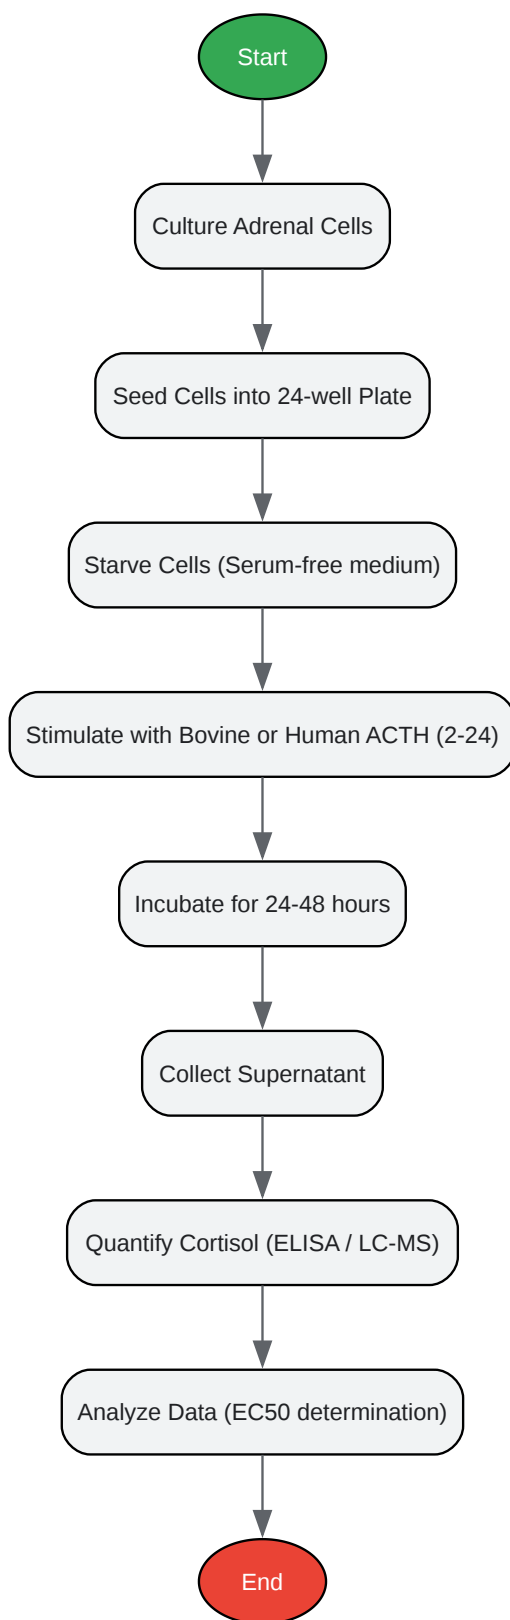 Start
Culture Adrenal Cells
Seed Cells into 24-well Plate
Starve Cells (Serum-free medium)
Stimulate with Bovine or Human ACTH (2-24)
Incubate for 24-48 hours
Collect Supernatant
Quantify Cortisol (ELISA / LC-MS)
Analyze Data (EC50 determination)
End